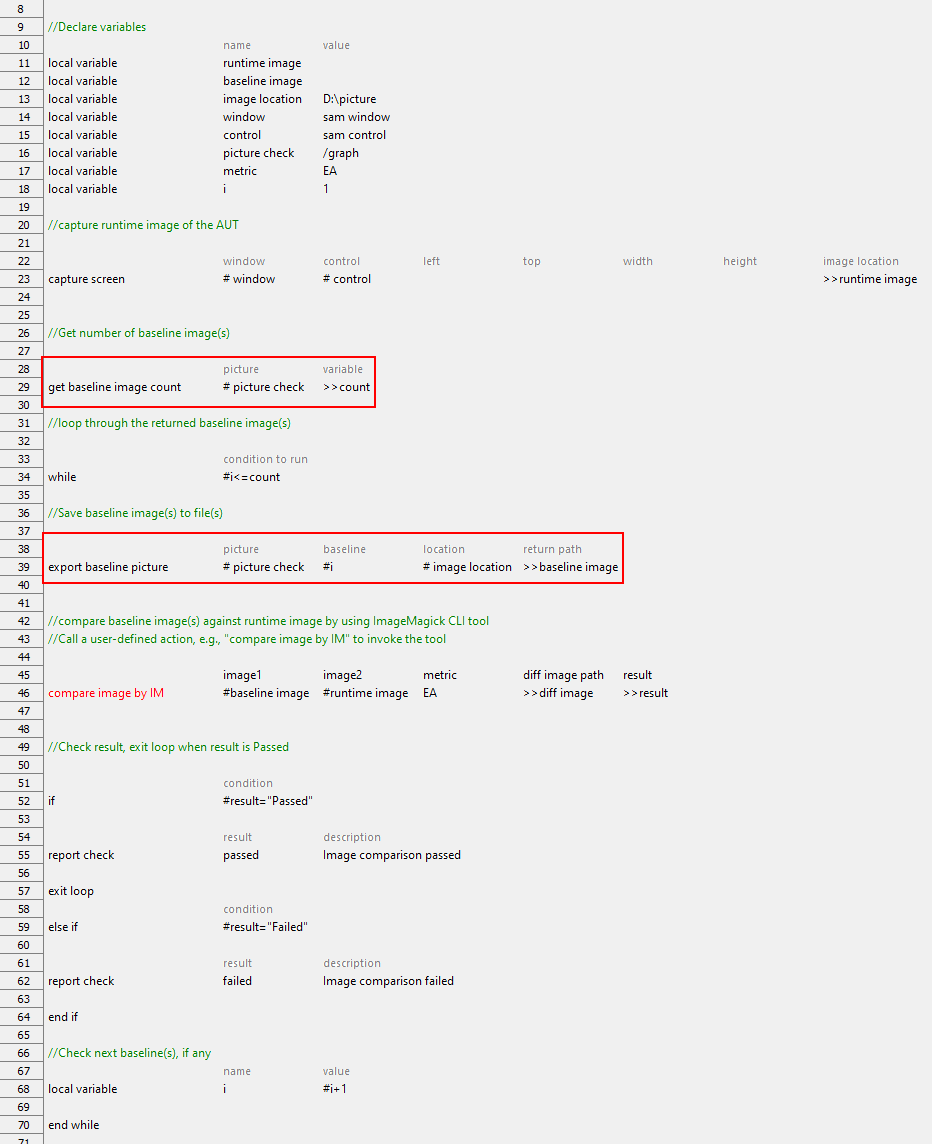 8
9 //Declare variables
10 name value
11 local variable runtime image
12 local variable baseline image
13 local variable image location D:\picture
14 local variable window sam window
15 local variable control sam control
16 local variable picture check /graph
17 local variable metric EA
18 local variable i 1
19
20 //capture runtime image of the AUT
21
22 window control left top width height image location
23 capture screen # window # control >>runtime image
24
25
26 //Get number of baseline image(s)
27
28 picture variable
29 get baseline image count # picture check >>count
30
31 //loop through the returned baseline image(s)
32
33 condition to run
34 while #i<=count
35
36 //Save baseline image(s) to file(s)
37
38 picture baseline location return path
39 export baseline picture # picture check #i # image location >>baseline image
40
41
42 //compare baseline image(s) against runtime image by using ImageMagick CLI tool
43 //Call a user-defined action, e.g., "compare image by IM" to invoke the tool
44
45 image1 image2 metric diff image path result
46 compare image by IM #baseline image #runtime image EA >>diff image >>result
47
48
49 //Check result, exit loop when result is Passed
50
51 condition
52 if #result="Passed"
53
54 result description
55 report check passed Image comparison passed
56
57 exit loop
58 condition
59 else if #result="Failed"
60
61 result description
62 report check failed Image comparison failed
63
64 end if
65
66 //Check next baseline(s), if any
67 name value
68 local variable i #i+1
69
70 end while
71